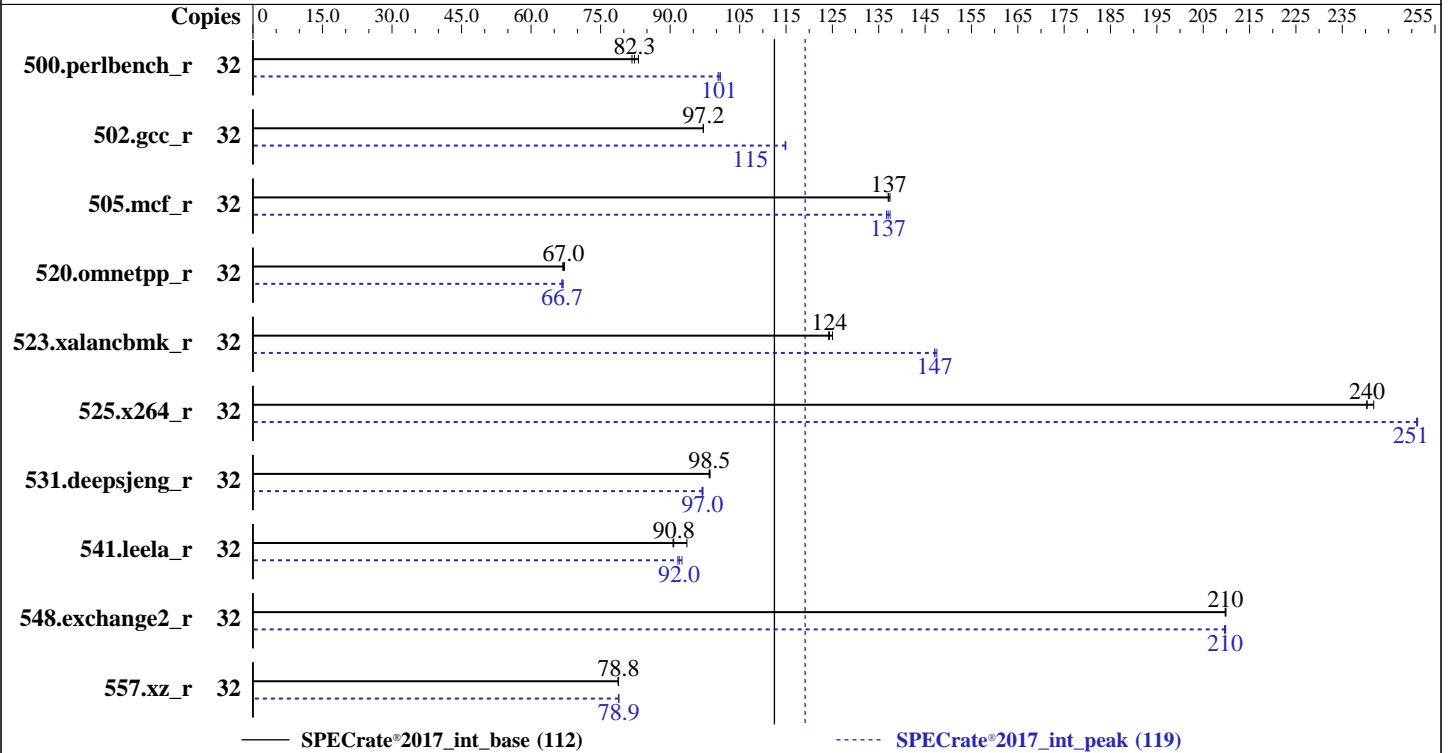 Copies 0 15.0 30.0 45.0 60.0 75.0 90.0 105 115 125 135 145 155 165 175 185 195 205 215 225 235 255
82.3
500.perlbench_r 32
101
97.2
502.gcc_r 32
115
137
505.mcf_r 32
137
67.0
520.omnetpp_r 32
66.7
124
523.xalancbmk_r 32
147
240
525.x264_r 32
251
98.5
531.deepsjeng_r 32
97.0
90.8
541.leela_r 32
92.0
210
548.exchange2_r 32
210
78.8
557.xz_r 32
78.9
SPECrate®2017_int_base (112) SPECrate®2017_int_peak (119)